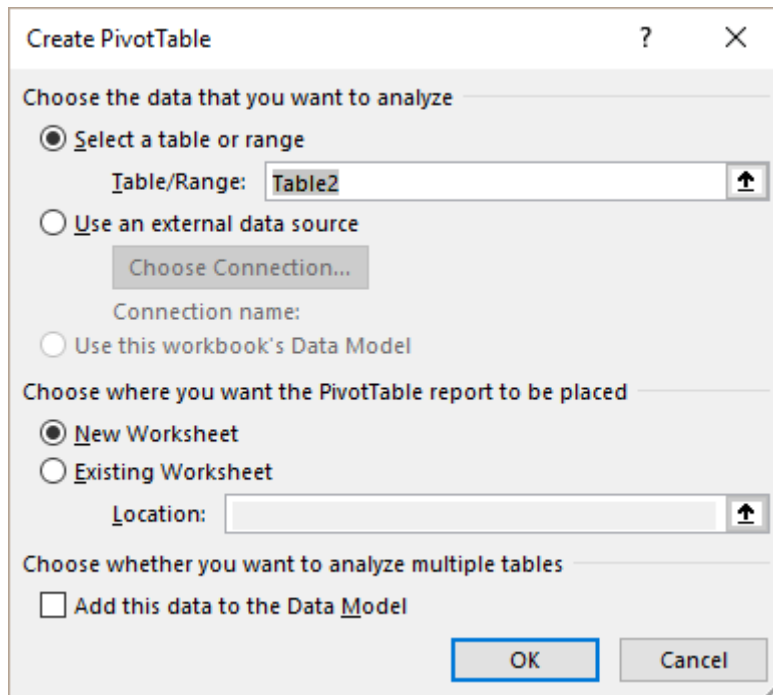 Create PivotTable ?
Choose the data that you want to analyze
Select a table or range
Table/Range: Table2
Use an external data source
Choose Connection...
Connection name:
Use this workbook's Data Model
Choose where you want the PivotTable report to be placed
New Worksheet
Existing Worksheet
Location:
Choose whether you want to analyze multiple tables
Add this data to the Data Model
OK Cancel